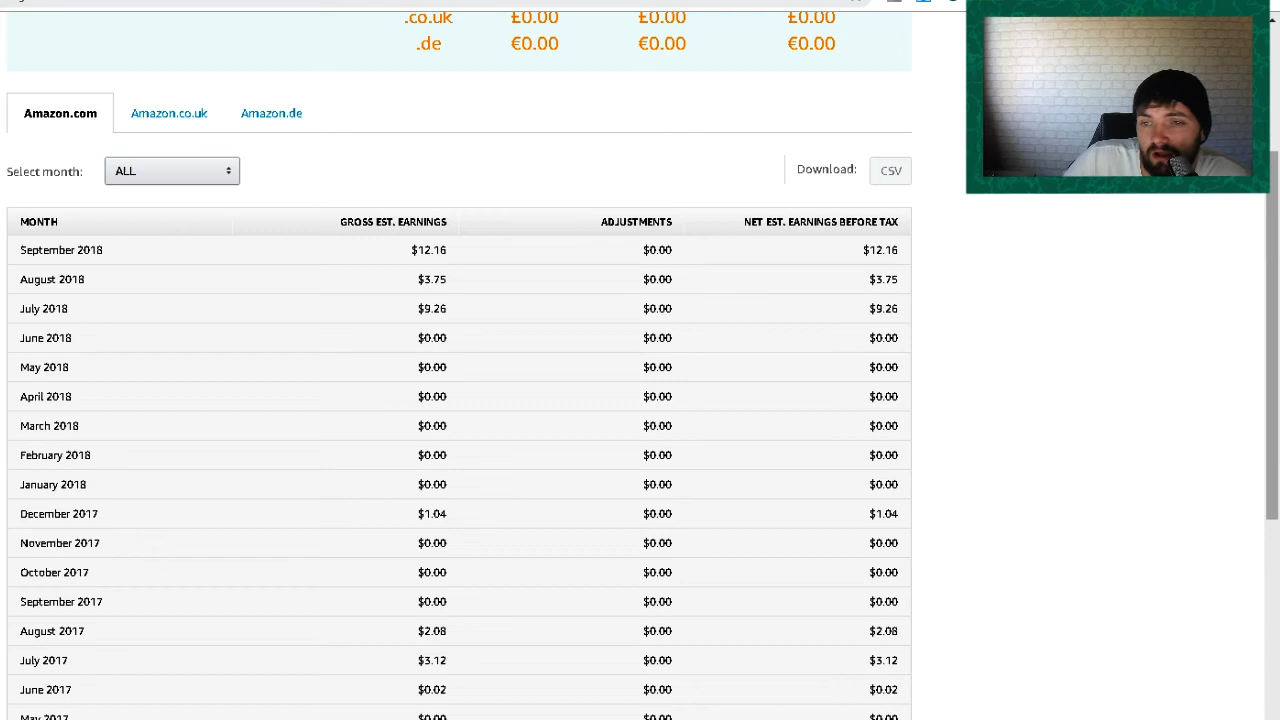 .co.uk £0.00 £0.00 £0.00
.de €0.00 €0.00 €0.00
Amazon.com Amazon.co.uk Amazon.de
Select month: ALL Download: CSV
MONTH GROSS EST. EARNINGS ADJUSTMENTS NET EST. EARNINGS BEFORE TAX
September 2018 $12.16 $0.00 $12.16
August 2018 $3.75 $0.00 $3.75
July 2018 $9.26 $0.00 $9.26
June 2018 $0.00 $0.00 $0.00
May 2018 $0.00 $0.00 $0.00
April 2018 $0.00 $0.00 $0.00
March 2018 $0.00 $0.00 $0.00
February 2018 $0.00 $0.00 $0.00
January 2018 $0.00 $0.00 $0.00
December 2017 $1.04 $0.00 $1.04
November 2017 $0.00 $0.00 $0.00
October 2017 $0.00 $0.00 $0.00
September 2017 $0.00 $0.00 $0.00
August 2017 $2.08 $0.00 $2.08
July 2017 $3.12 $0.00 $3.12
June 2017 $0.02 $0.00 $0.02
May 2017 $0.00 $0.00 $0.00